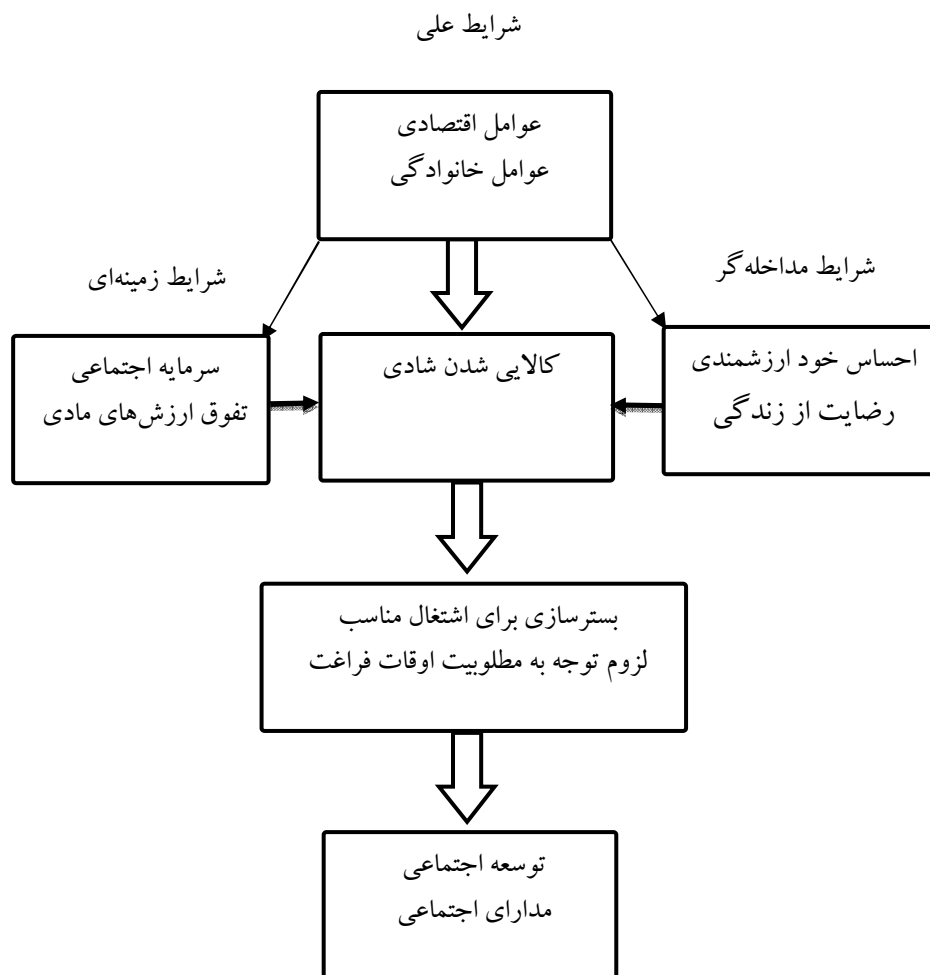 شرایط علی
عوامل اقتصادی
عوامل خانوادگی
شرایط مداخله‌گر
شرایط زمینه‌ای
احساس خود ارزشمندی
رضایت از زندگی
کالایی شدن شادی
سرمایه اجتماعی
تفوق ارزش‌های مادی
بسترسازی برای اشتغال مناسب
لزوم توجه به مطلوبیت اوقات فراغت
توسعه اجتماعی
مدارای اجتماعی